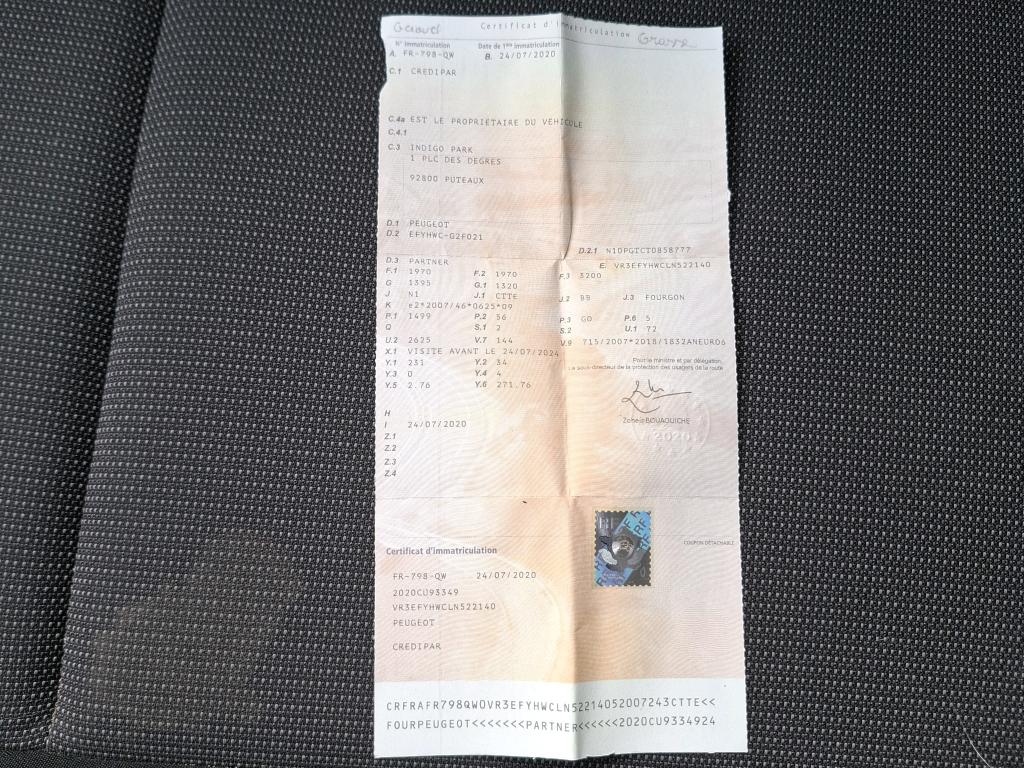 Certificat d'immatriculation
N° immatriculation Date de 1ère immatriculation
A. FR-798-QW B. 24/07/2020
C.1 CREDIPAR
C.4a EST LE PROPRIÉTAIRE DU VÉHICULE
C.4.1
C.3 INDIGO PARK
1 PLC DES DEGRES
92800 PUTEAUX
D.1 PEUGEOT
D.2 EFYHWC-G2F021
D.2.1 N1DPGTCT0858777
D.3 PARTNER E. VR3EFYHWCLN522140
F.1 1970 F.2 1970 F.3 3200
G 1395 G.1 1320
J N1 J.1 CTTE J.2 BB J.3 FOURGON
K e2*2007/46*0625*09
P.1 1499 P.2 56 P.3 GO P.6 5
Q S.1 2 S.2 U.1 72
U.2 2625 V.7 144 V.9 715/2007*2018/1832ANEURO6
X.1 VISITE AVANT LE 24/07/2024
Y.1 231 Y.2 34
Y.3 0 Y.4 4
Y.5 2.76 Y.6 271.76
Pour le ministre et par délégation,
Le sous-directeur de la protection des usagers de la route
Zoheir BOUAOUICHE
2020
H
I 24/07/2020
Z.1
Z.2
Z.3
Z.4
COUPON DÉTACHABLE
Certificat d'immatriculation
FR-798-QW 24/07/2020
2020CU93349
VR3EFYHWCLN522140
PEUGEOT
CREDIPAR
CRFRAFR798QW0VR3EFYHWCLN52214052007243CTTE<<
FOURPEUGEOT<<<<<<<PARTNER<<<<<<2020CU9334924